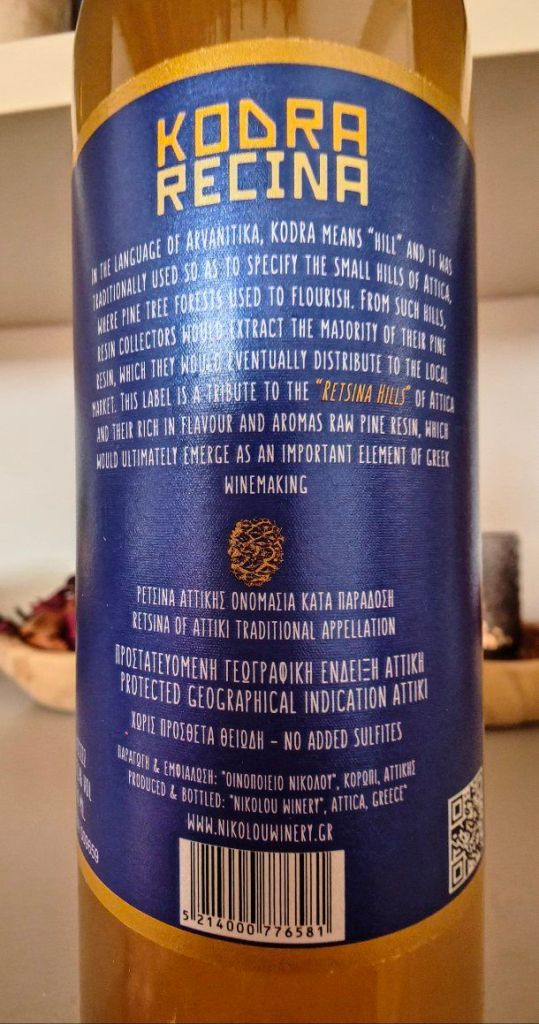 KODRA
RECINA
IN THE LANGUAGE OF ARVANITIKA, KODRA MEANS "HILL" AND IT WAS
TRADITIONALLY USED SO AS TO SPECIFY THE SMALL HILLS OF ATTICA,
WHERE PINE TREE FORESTS USED TO FLOURISH. FROM SUCH HILLS,
RESIN COLLECTORS WOULD EXTRACT THE MAJORITY OF THEIR PINE
RESIN, WHICH THEY WOULD EVENTUALLY DISTRIBUTE TO THE LOCAL
MARKET. THIS LABEL IS A TRIBUTE TO THE "RETSINA HILLS" OF ATTICA
AND THEIR RICH IN FLAVOUR AND AROMAS RAW PINE RESIN, WHICH
WOULD ULTIMATELY EMERGE AS AN IMPORTANT ELEMENT OF GREEK
WINEMAKING
ΡΕΤΣΙΝΑ ΑΤΤΙΚΗΣ ΟΝΟΜΑΣΙΑ ΚΑΤΑ ΠΑΡΑΔΟΣΗ
RETSINA OF ATTIKI TRADITIONAL APPELLATION
ΠΡΟΣΤΑΤΕΥΟΜΕΝΗ ΓΕΩΓΡΑΦΙΚΗ ΕΝΔΕΙΞΗ ΑΤΤΙΚΗ
PROTECTED GEOGRAPHICAL INDICATION ATTIKI
ΧΩΡΙΣ ΠΡΟΣΘΕΤΑ ΘΕΙΩΔΗ – NO ADDED SULFITES
ΠΑΡΑΓΩΓΗ & ΕΜΦΙΑΛΩΣΗ: "ΟΙΝΟΠΟΙΕΙΟ ΝΙΚΟΛΟΥ", ΚΟΡΩΠΙ, ΑΤΤΙΚΗΣ
PRODUCED & BOTTLED: "NIKOLOU WINERY", ATTICA, GREECE"
WWW.NIKOLOUWINERY.GR
VOL
5 214000 776581